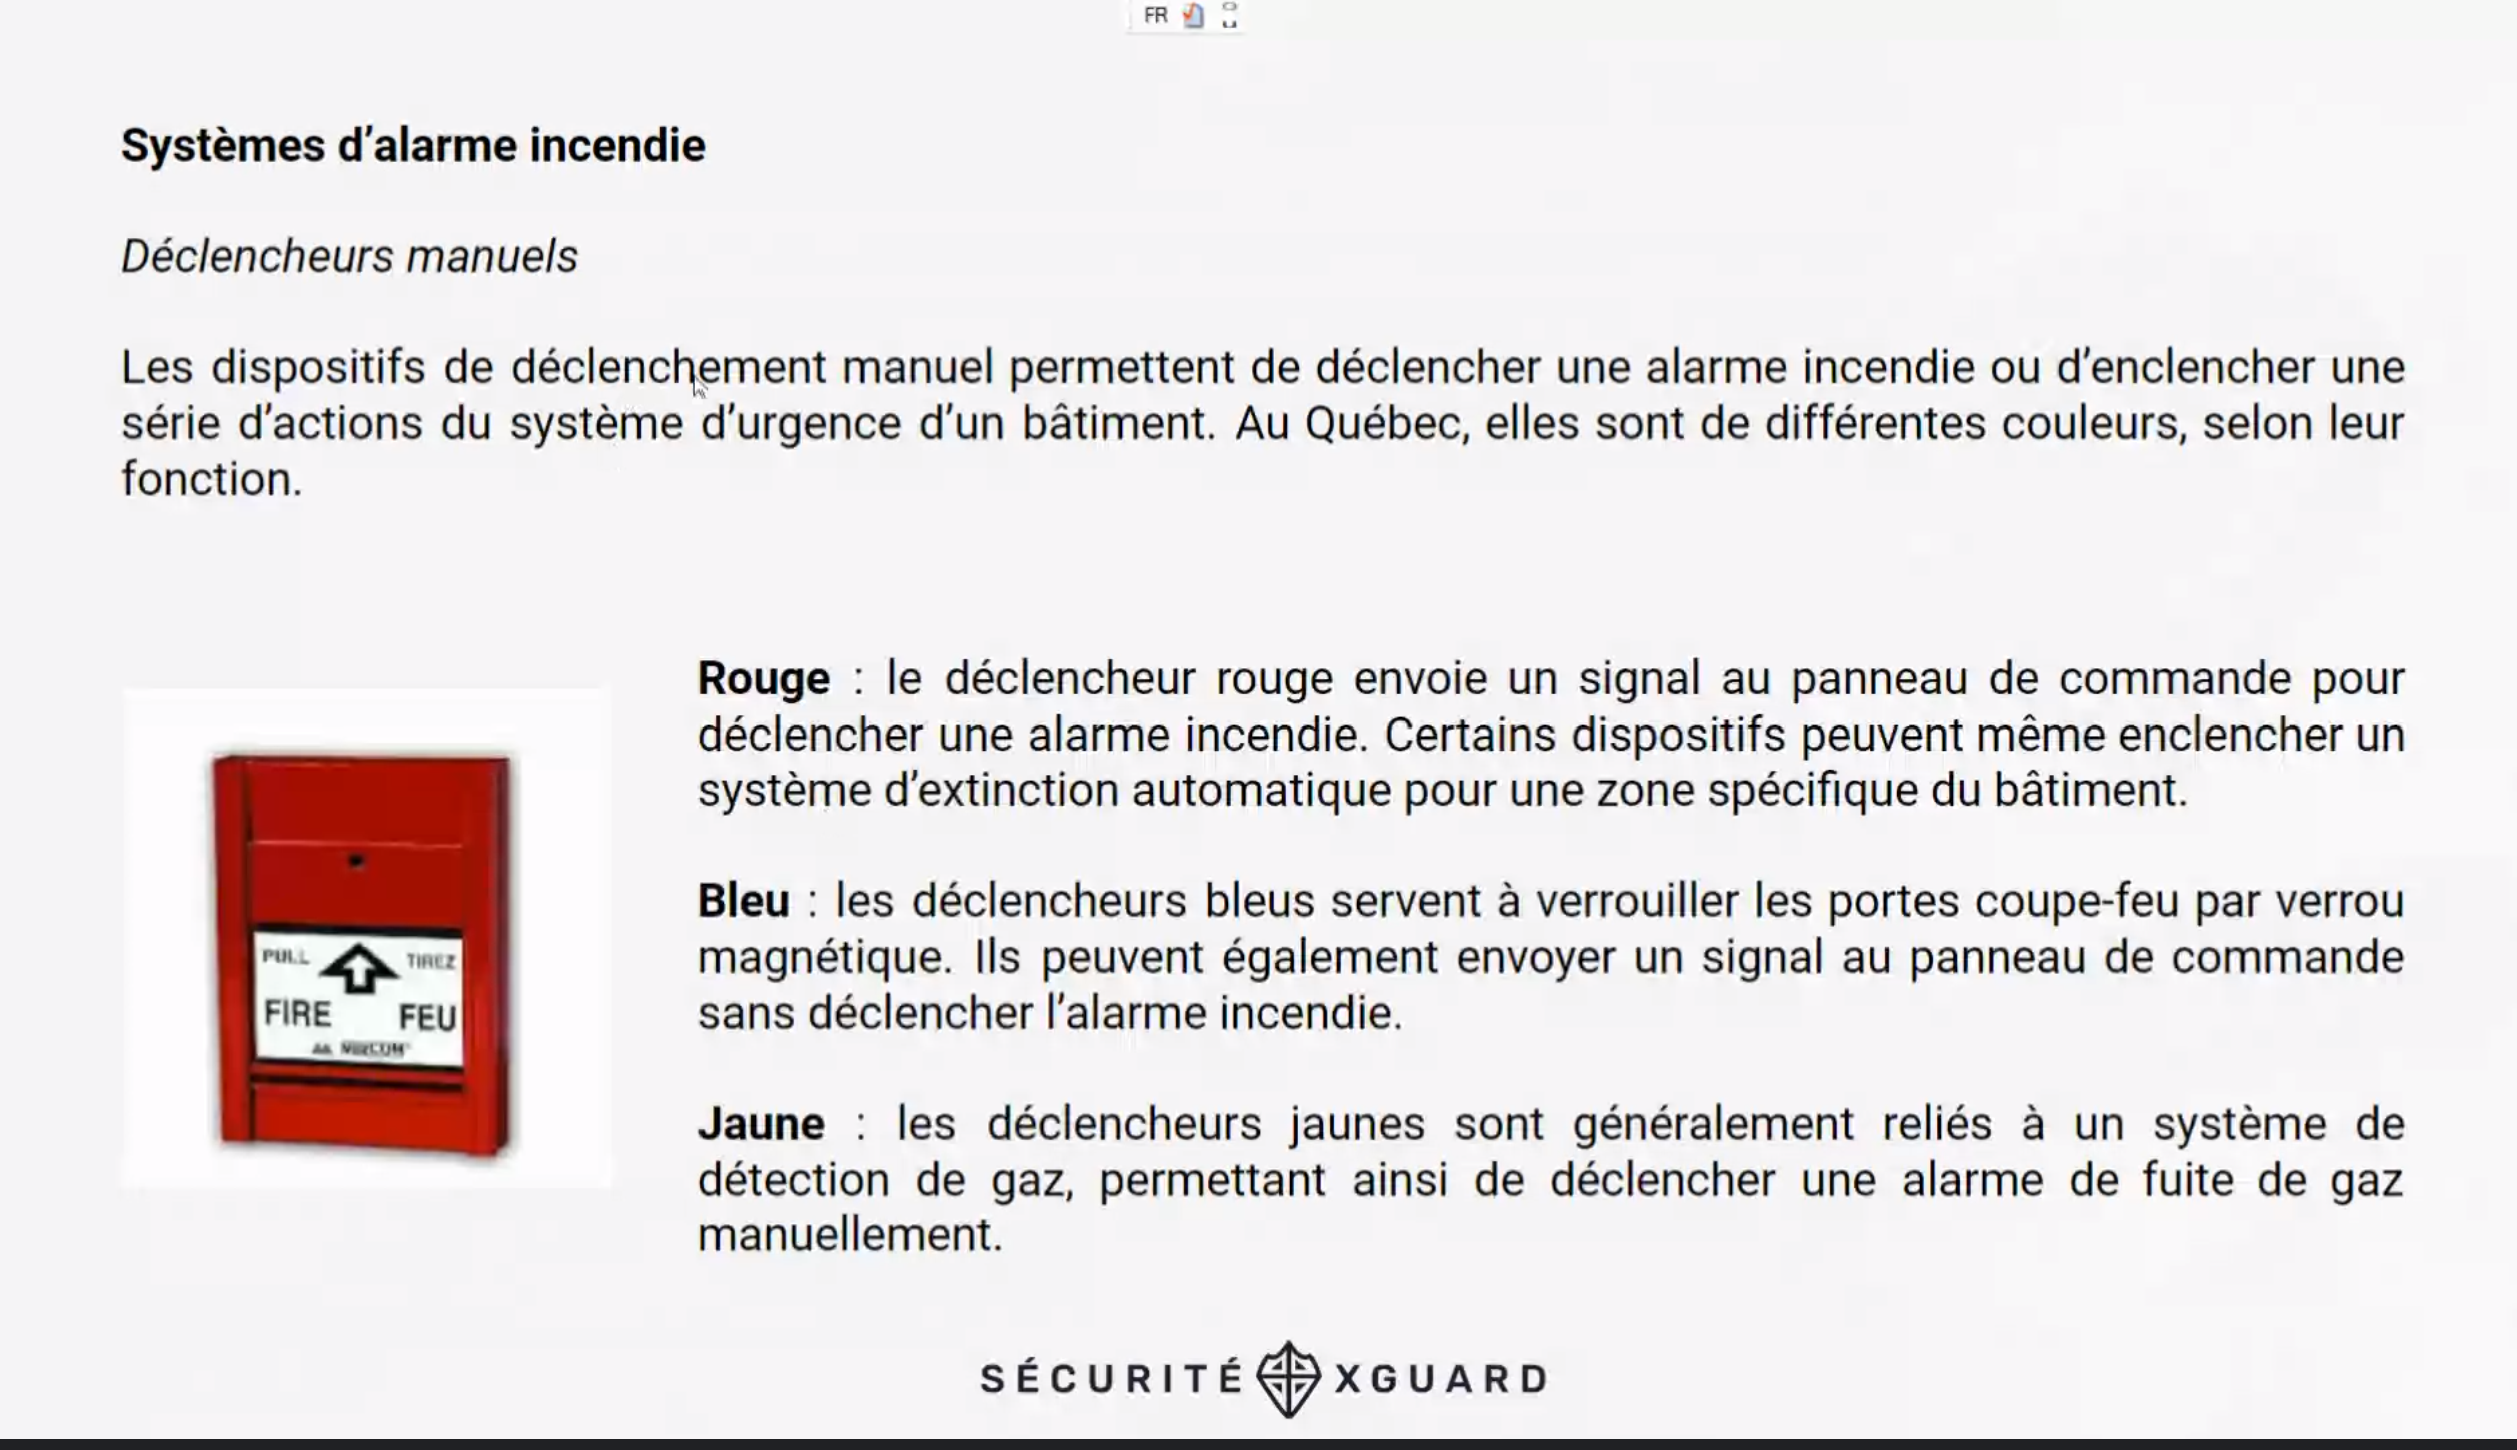 FR
Systèmes d’alarme incendie
Déclencheurs manuels
Les dispositifs de déclenchement manuel permettent de déclencher une alarme incendie ou d’enclencher une
série d’actions du système d’urgence d’un bâtiment. Au Québec, elles sont de différentes couleurs, selon leur
fonction.
Rouge : le déclencheur rouge envoie un signal au panneau de commande pour
déclencher une alarme incendie. Certains dispositifs peuvent même enclencher un
système d’extinction automatique pour une zone spécifique du bâtiment.
PULL TIREZ
FIRE FEU
Bleu : les déclencheurs bleus servent à verrouiller les portes coupe-feu par verrou
magnétique. Ils peuvent également envoyer un signal au panneau de commande
sans déclencher l’alarme incendie.
Jaune : les déclencheurs jaunes sont généralement reliés à un système de
détection de gaz, permettant ainsi de déclencher une alarme de fuite de gaz
manuellement.
SÉCURITÉ XGUARD